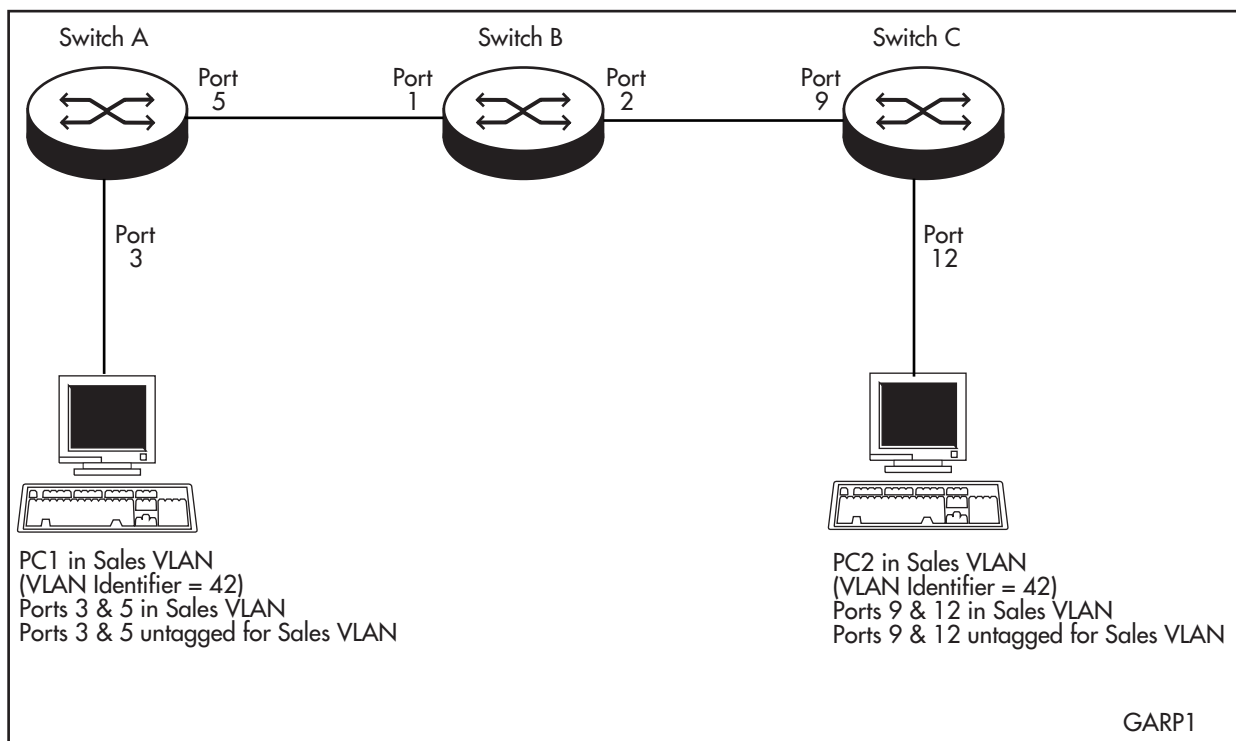 Switch A
Switch B
Switch C
Port
5
Port
1
Port
2
Port
9
Port
3
Port
12
PC1 in Sales VLAN
(VLAN Identifier = 42)
Ports 3 & 5 in Sales VLAN
Ports 3 & 5 untagged for Sales VLAN
PC2 in Sales VLAN
(VLAN Identifier = 42)
Ports 9 & 12 in Sales VLAN
Ports 9 & 12 untagged for Sales VLAN
GARP1